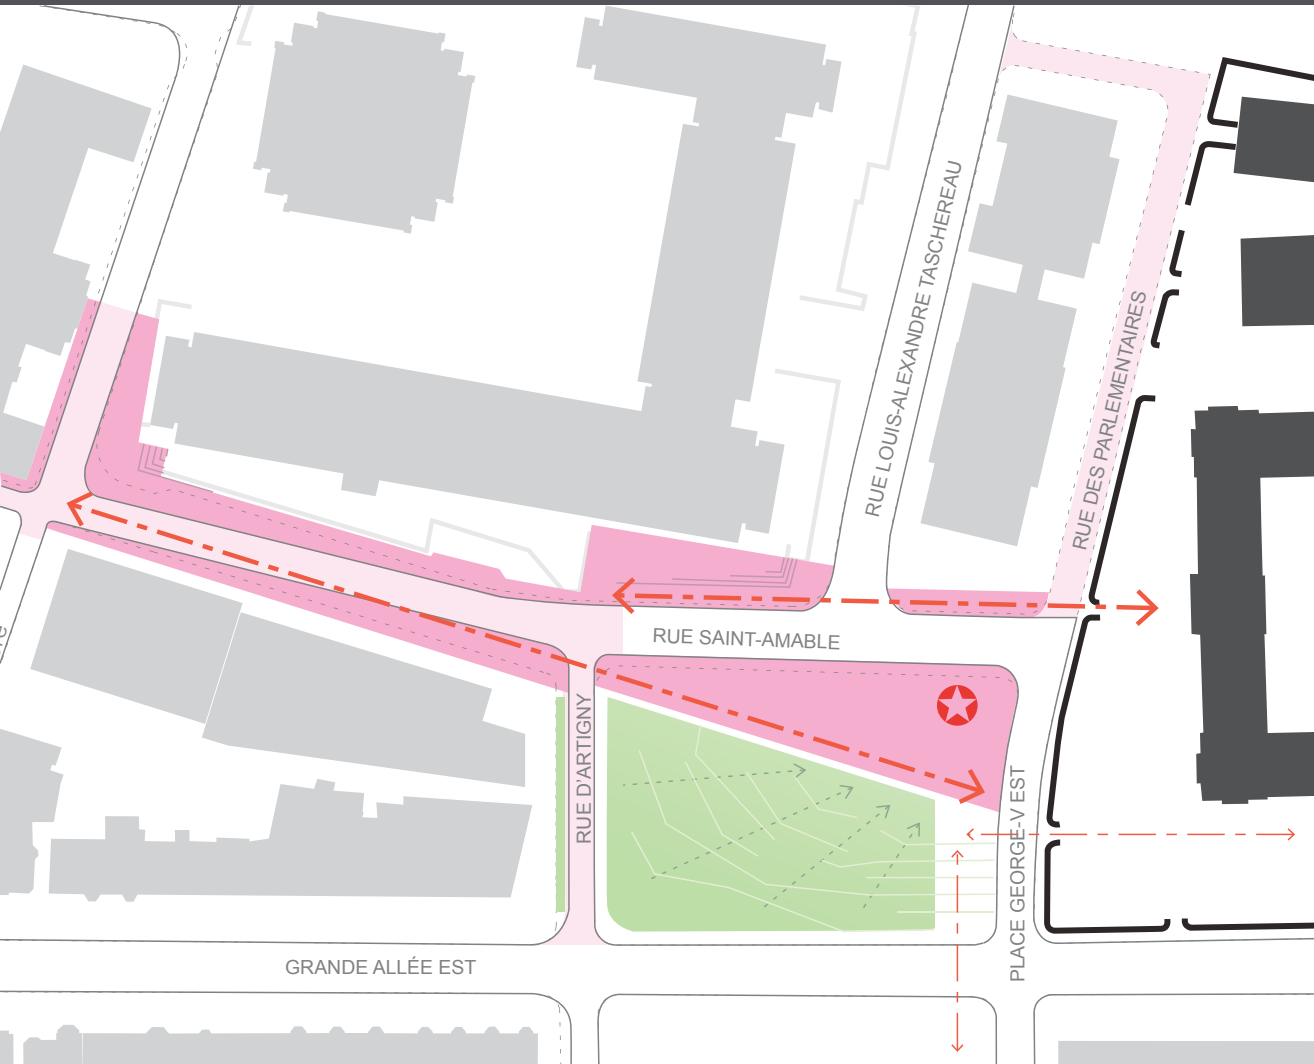 RUE LOUIS-ALEXANDRE TASCHEREAU
RUE DES PARLEMENTAIRES
RUE SAINT-AMABLE
RUE D'ARTIGNY
PLACE GEORGE-V EST
GRANDE ALLÉE EST